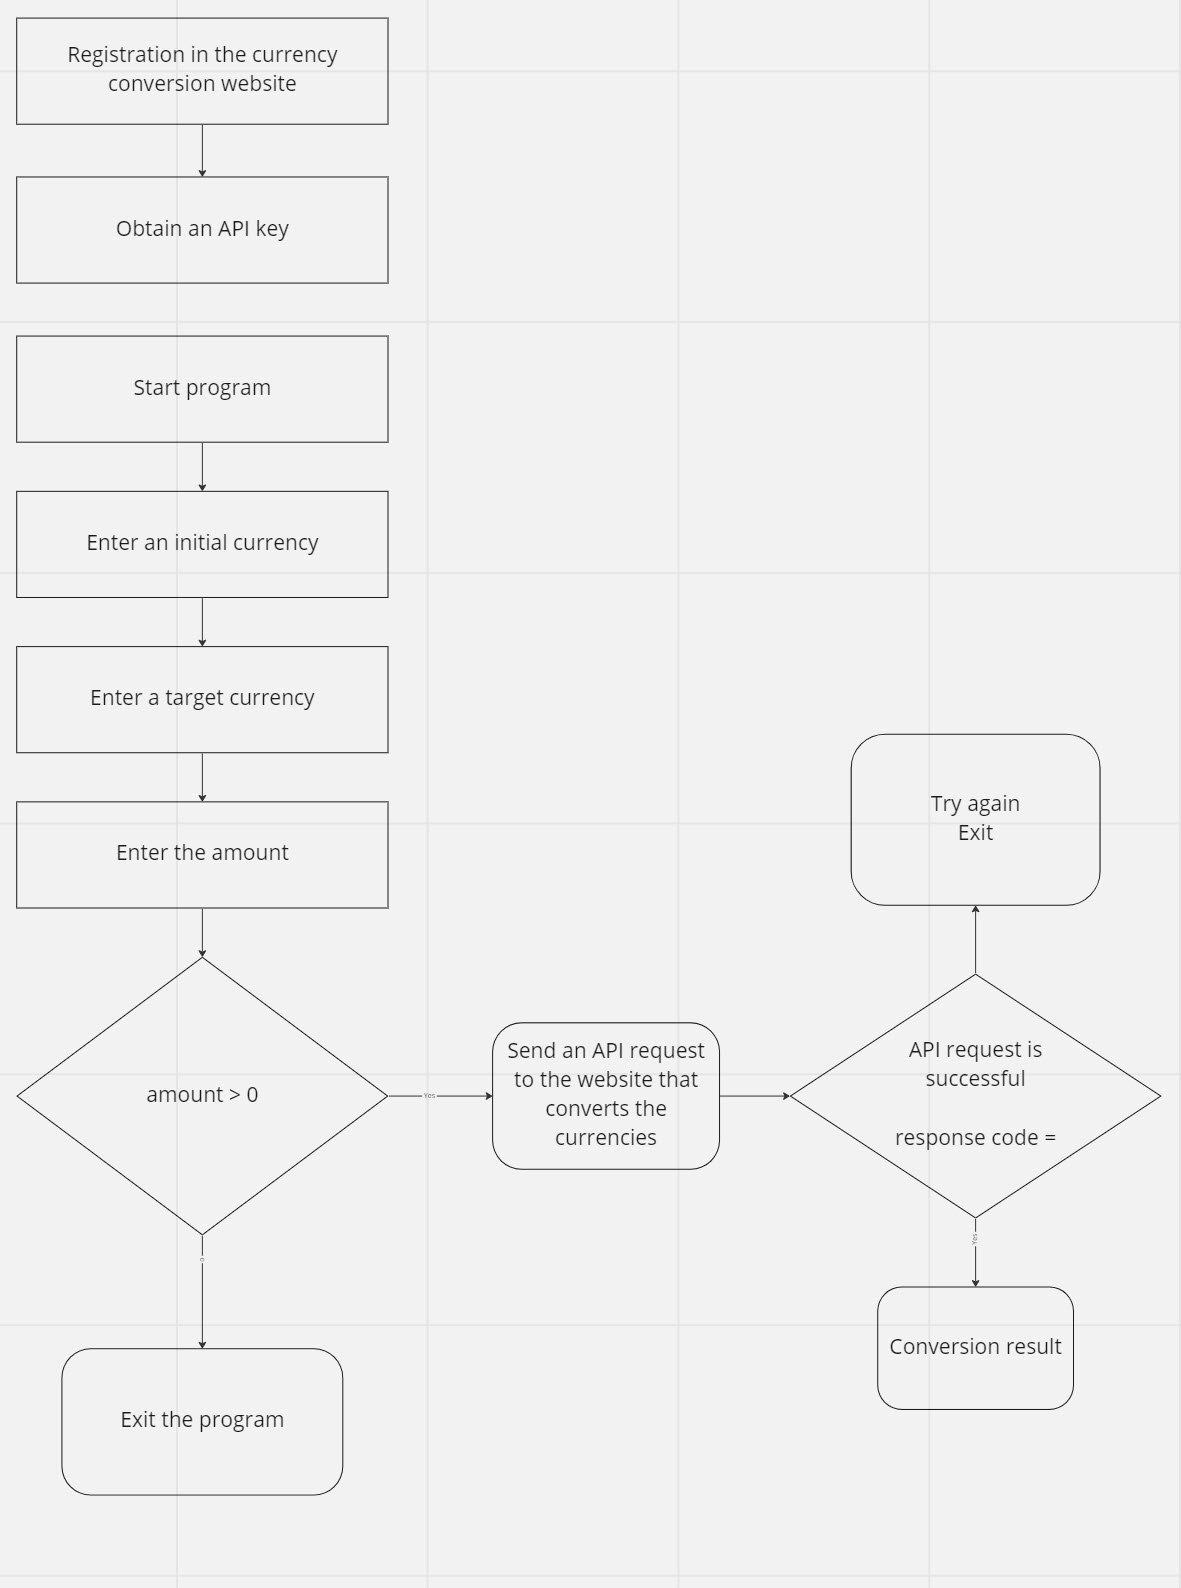 Registration in the currency
conversion website
Obtain an API key
Start program
Enter an initial currency
Enter a target currency
Enter the amount
amount > 0
Yes
Send an API request
to the website that
converts the
currencies
API request is
successful
response code =
Try again
Exit
Yes
Conversion result
Exit the program